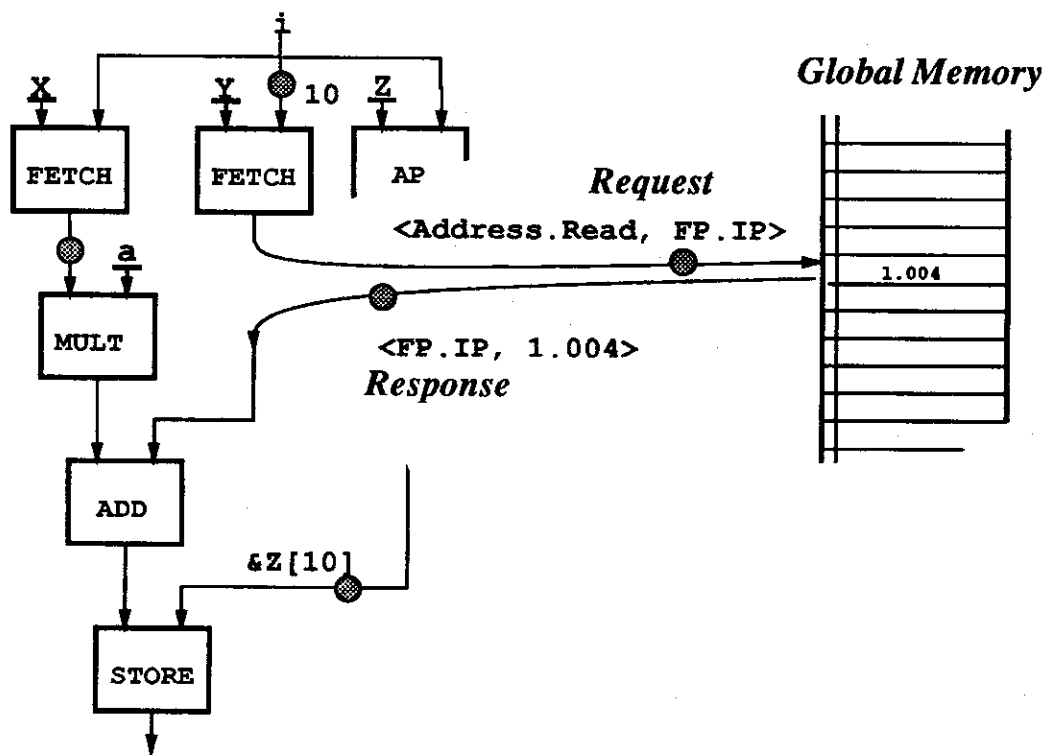 i
X
Y
10
Z
Global Memory
FETCH
FETCH
AP
Request
<Address.Read, FP.IP>
a
1.004
MULT
<FP.IP, 1.004>
Response
ADD
&Z[10]
STORE